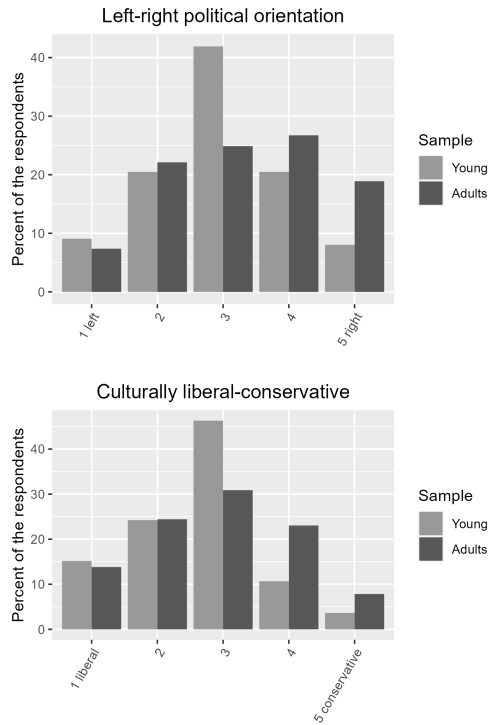 Left-right political orientation
Percent of the respondents
40
30
20
10
0
1 left
2
3
4
5 right
Sample
Young
Adults
Culturally liberal-conservative
Percent of the respondents
40
30
20
10
0
1 liberal
2
3
4
5 conservative
Sample
Young
Adults